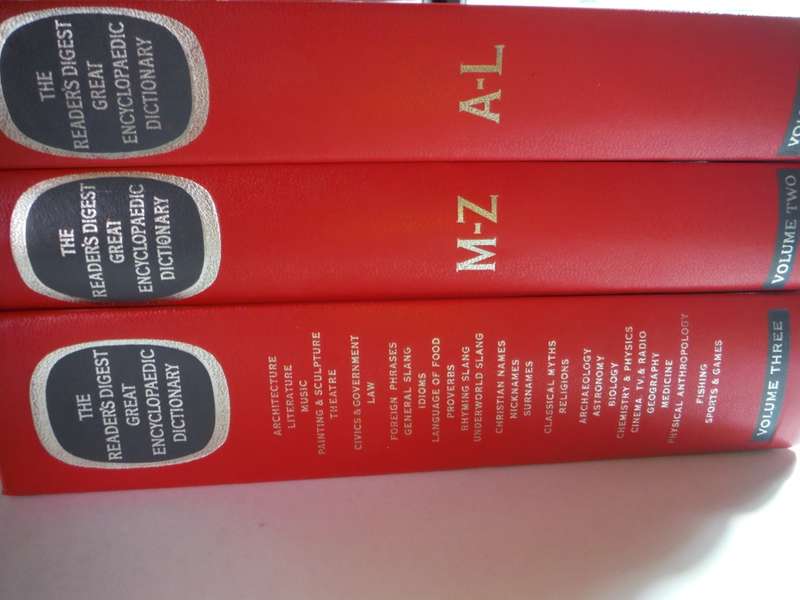 THE
READER'S DIGEST
GREAT
ENCYCLOPAEDIC
DICTIONARY
A-L
THE
READER'S DIGEST
GREAT
ENCYCLOPAEDIC
DICTIONARY
M-Z
VOLUME TWO
THE
READER'S DIGEST
GREAT
ENCYCLOPAEDIC
DICTIONARY
ARCHITECTURE
LITERATURE
MUSIC
PAINTING & SCULPTURE
THEATRE
CIVICS & GOVERNMENT
LAW
FOREIGN PHRASES
GENERAL SLANG
IDIOMS
LANGUAGE OF FOOD
PROVERBS
RHYMING SLANG
UNDERWORLD SLANG
CHRISTIAN NAMES
NICKNAMES
SURNAMES
CLASSICAL MYTHS
RELIGIONS
ARCHAEOLOGY
ASTRONOMY
BIOLOGY
CHEMISTRY & PHYSICS
CINEMA, TV, & RADIO
GEOGRAPHY
MEDICINE
PHYSICAL ANTHROPOLOGY
FISHING
SPORTS & GAMES
VOLUME THREE